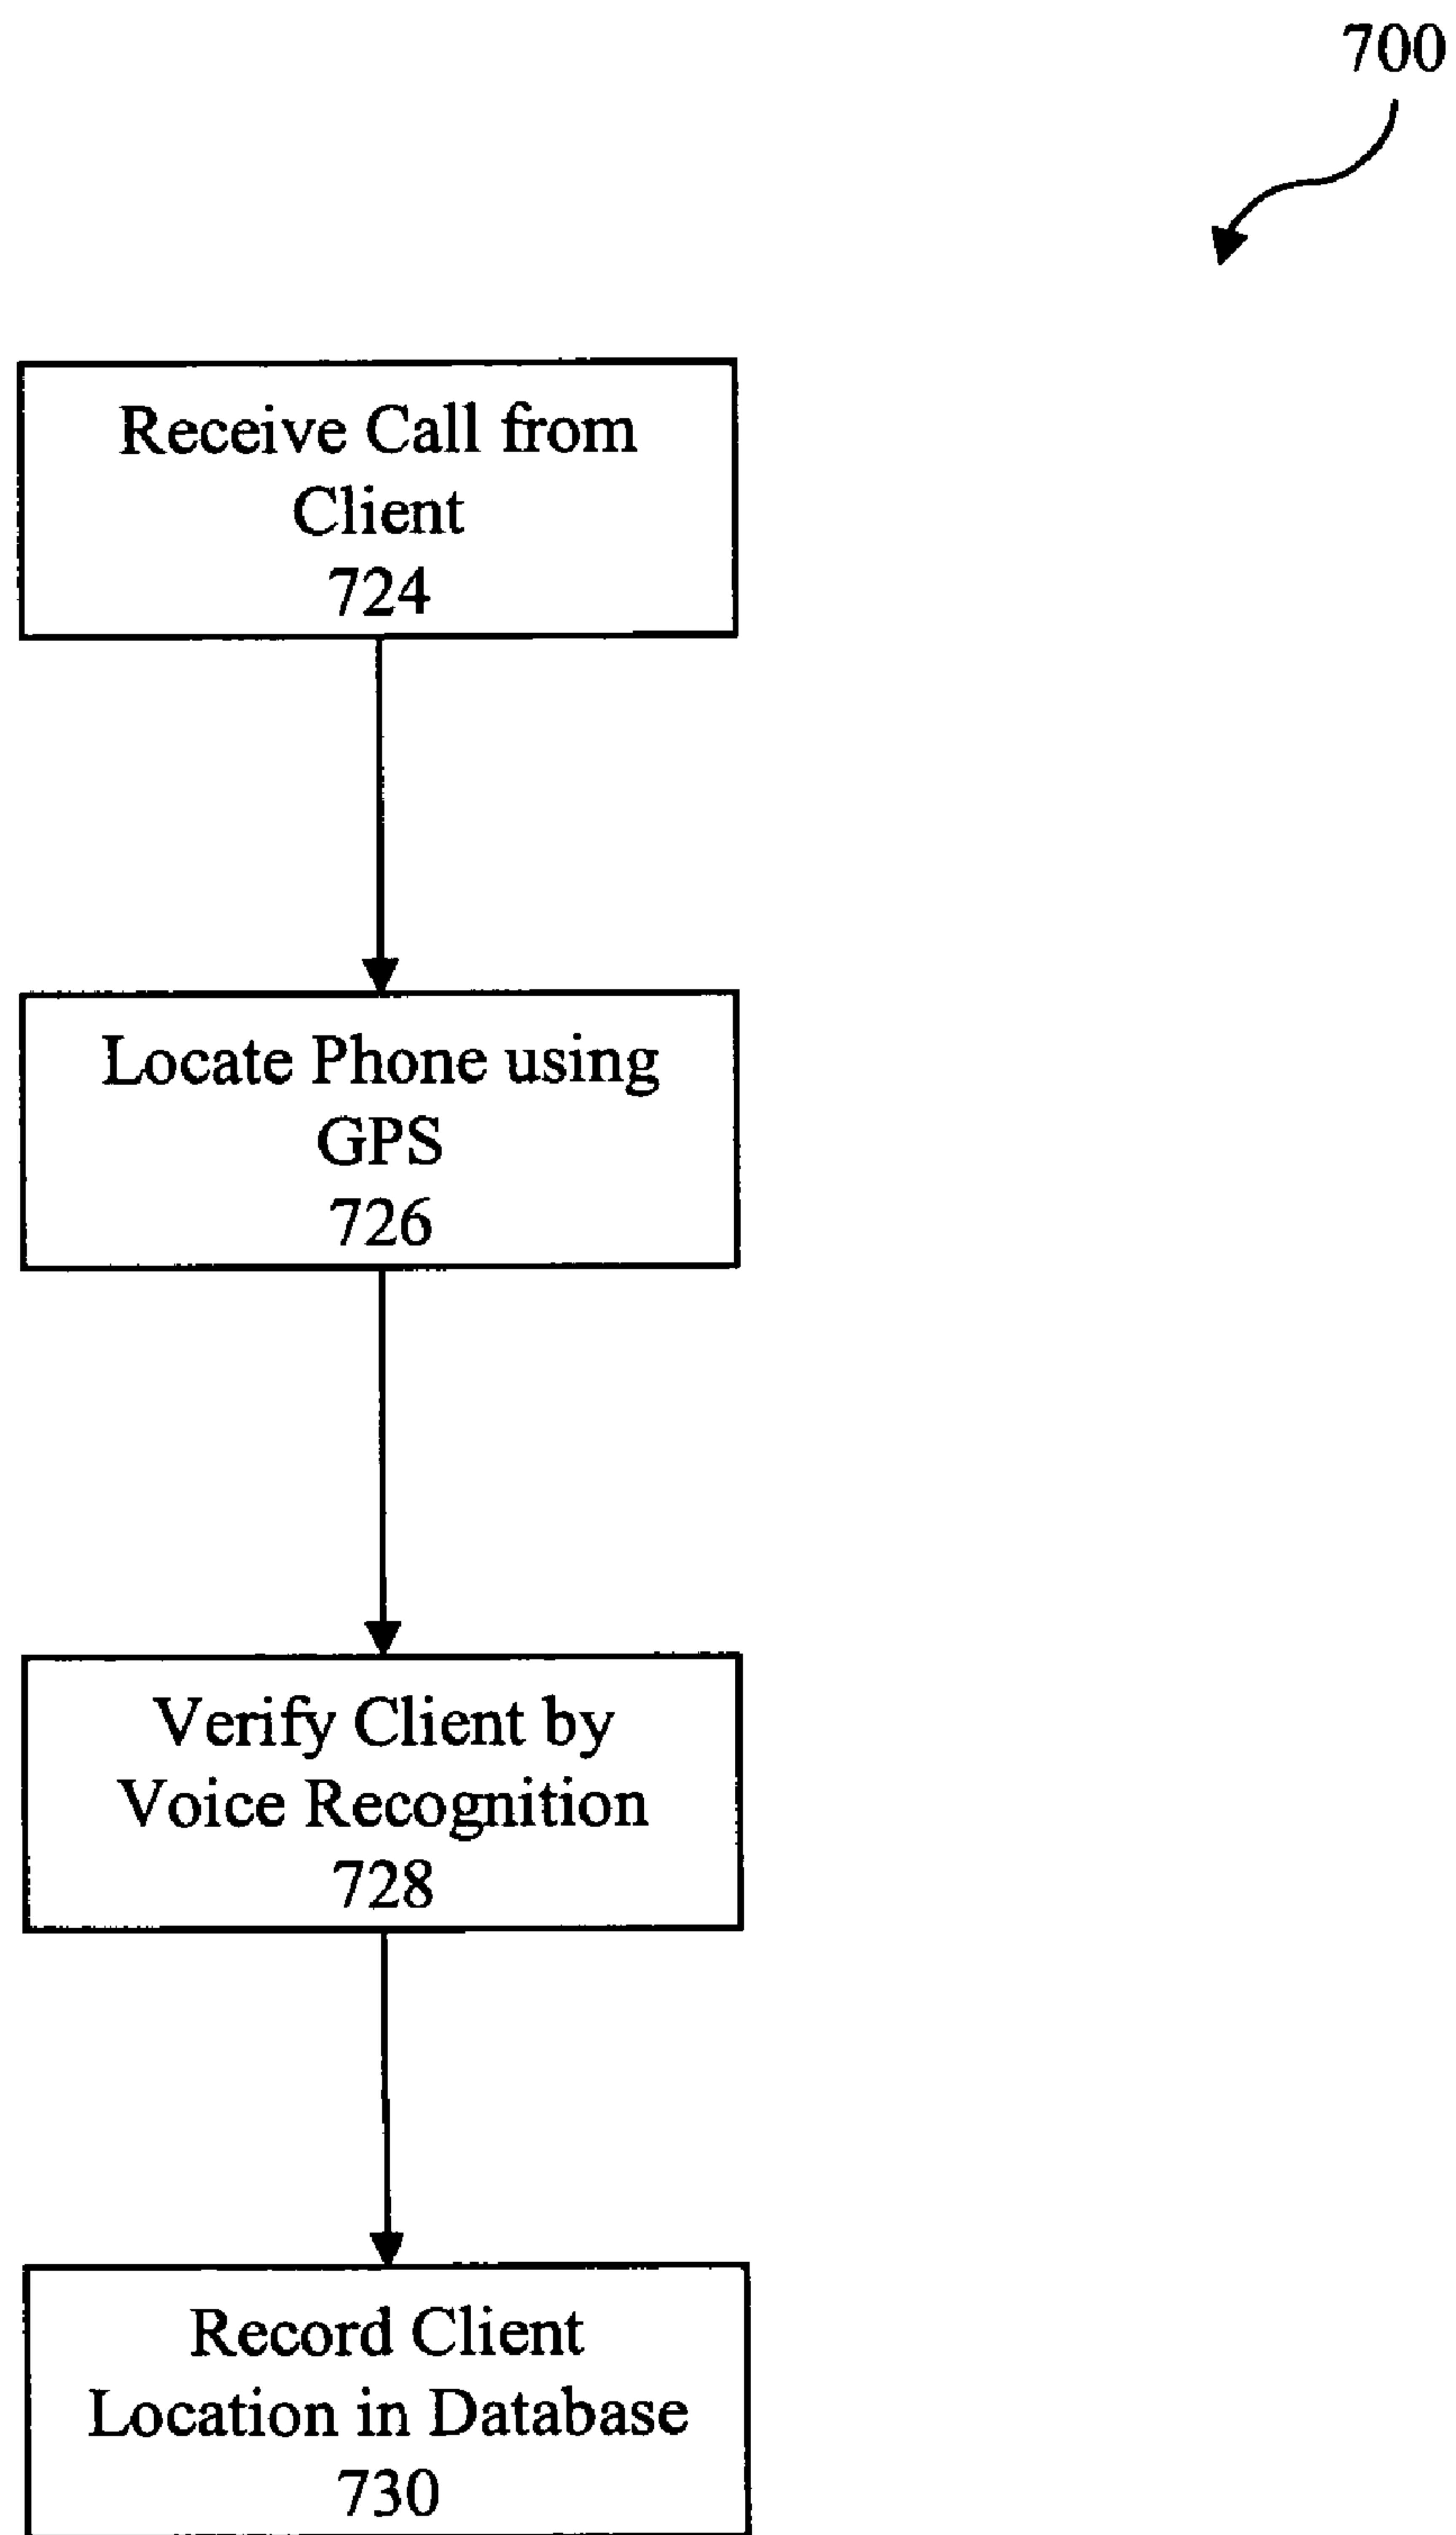 700
Receive Call from
Client
724
Locate Phone using
GPS
726
Verify Client by
Voice Recognition
728
Record Client
Location in Database
730